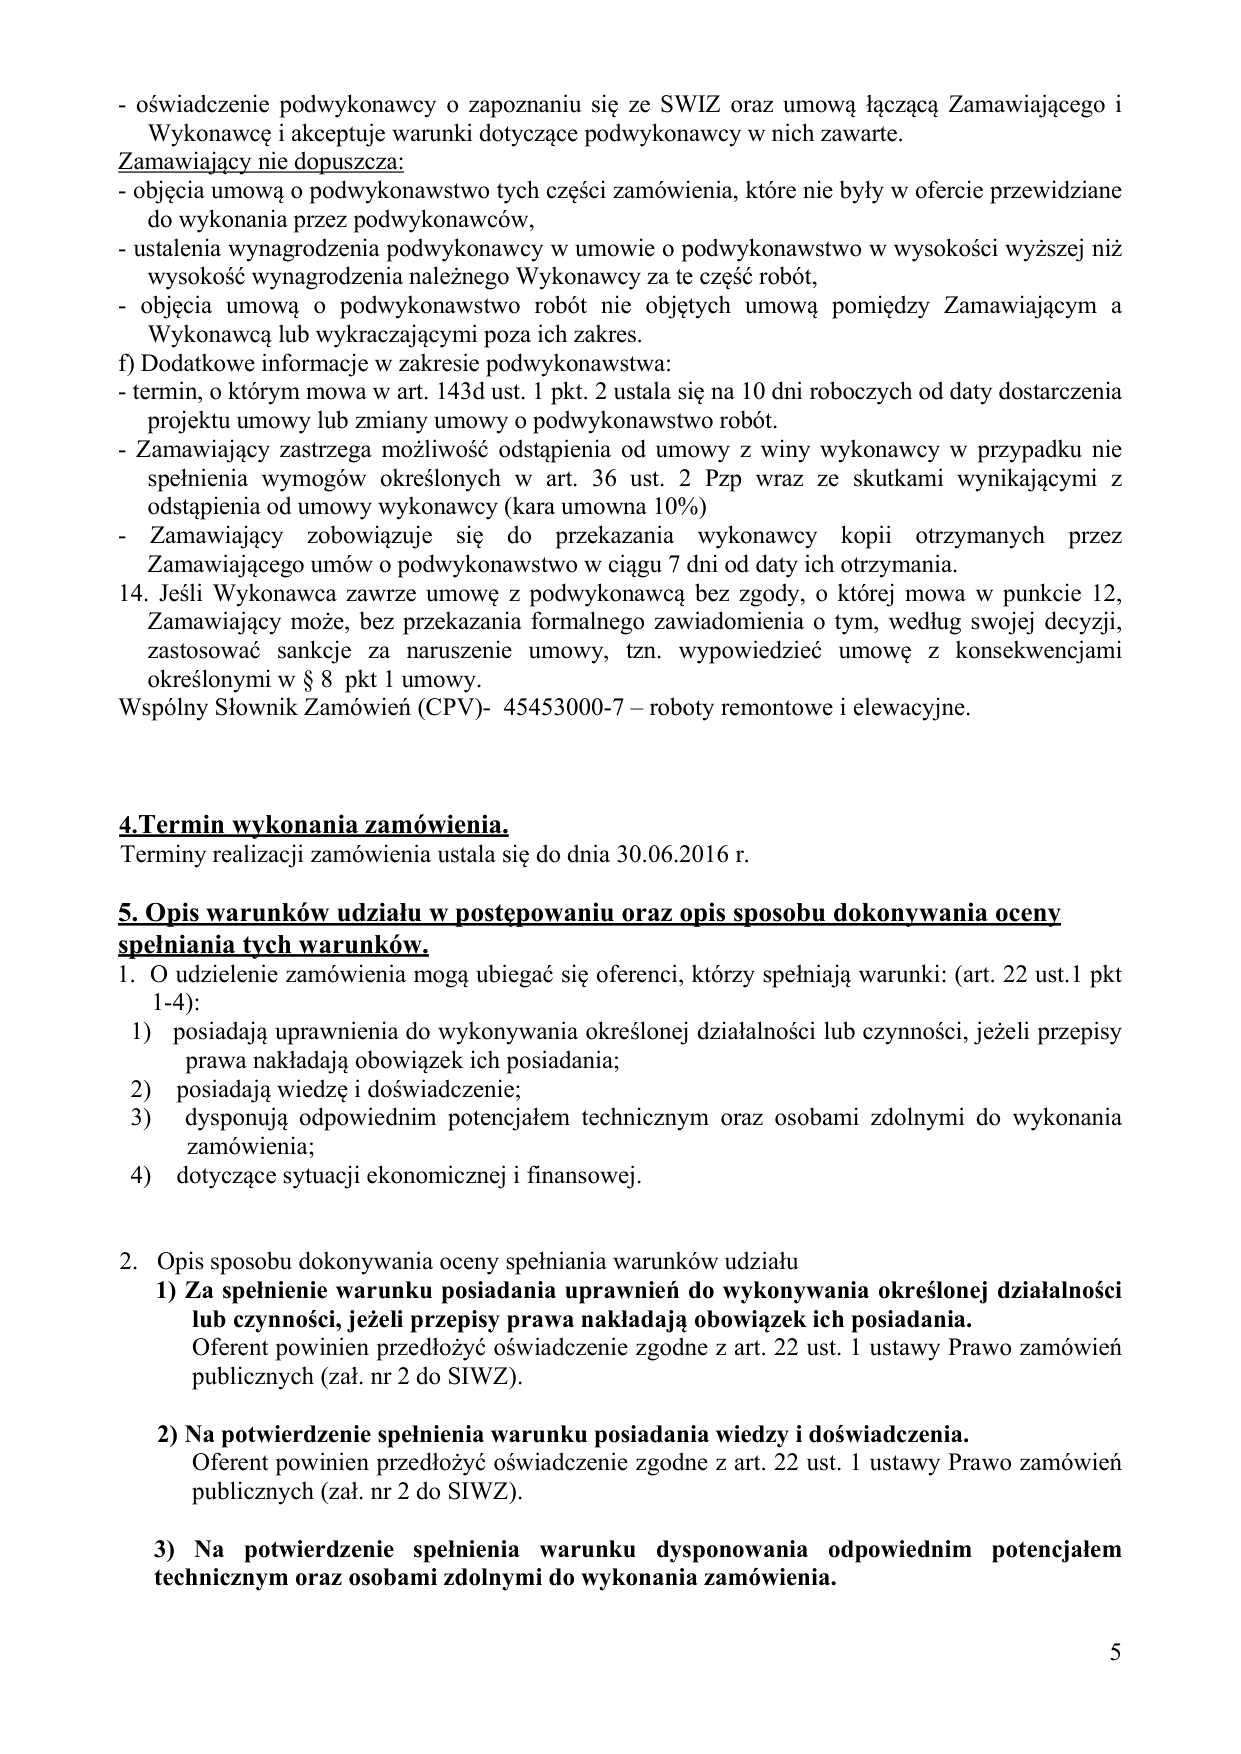 - oświadczenie podwykonawcy o zapoznaniu się ze SWIZ oraz umową łączącą Zamawiającego i
Wykonawcę i akceptuje warunki dotyczące podwykonawcy w nich zawarte.
Zamawiający nie dopuszcza:
- objęcia umową o podwykonawstwo tych części zamówienia, które nie były w ofercie przewidziane
do wykonania przez podwykonawców,
- ustalenia wynagrodzenia podwykonawcy w umowie o podwykonawstwo w wysokości wyższej niż
wysokość wynagrodzenia należnego Wykonawcy za te część robót,
- objęcia umową o podwykonawstwo robót nie objętych umową pomiędzy Zamawiającym a
Wykonawcą lub wykraczającymi poza ich zakres.
f) Dodatkowe informacje w zakresie podwykonawstwa:
- termin, o którym mowa w art. 143d ust. 1 pkt. 2 ustala się na 10 dni roboczych od daty dostarczenia
projektu umowy lub zmiany umowy o podwykonawstwo robót.
- Zamawiający zastrzega możliwość odstąpienia od umowy z winy wykonawcy w przypadku nie
spełnienia wymogów określonych w art. 36 ust. 2 Pzp wraz ze skutkami wynikającymi z
odstąpienia od umowy wykonawcy (kara umowna 10%)
- Zamawiający zobowiązuje się do przekazania wykonawcy kopii otrzymanych przez
Zamawiającego umów o podwykonawstwo w ciągu 7 dni od daty ich otrzymania.
14. Jeśli Wykonawca zawrze umowę z podwykonawcą bez zgody, o której mowa w punkcie 12,
Zamawiający może, bez przekazania formalnego zawiadomienia o tym, według swojej decyzji,
zastosować sankcje za naruszenie umowy, tzn. wypowiedzieć umowę z konsekwencjami
określonymi w § 8 pkt 1 umowy.
Wspólny Słownik Zamówień (CPV)- 45453000-7 – roboty remontowe i elewacyjne.
4.Termin wykonania zamówienia.
Terminy realizacji zamówienia ustala się do dnia 30.06.2016 r.
5. Opis warunków udziału w postępowaniu oraz opis sposobu dokonywania oceny
spełniania tych warunków.
1. O udzielenie zamówienia mogą ubiegać się oferenci, którzy spełniają warunki: (art. 22 ust.1 pkt
1-4):
1) posiadają uprawnienia do wykonywania określonej działalności lub czynności, jeżeli przepisy
prawa nakładają obowiązek ich posiadania;
2) posiadają wiedzę i doświadczenie;
3) dysponują odpowiednim potencjałem technicznym oraz osobami zdolnymi do wykonania
zamówienia;
4) dotyczące sytuacji ekonomicznej i finansowej.
2. Opis sposobu dokonywania oceny spełniania warunków udziału
1) Za spełnienie warunku posiadania uprawnień do wykonywania określonej działalności
lub czynności, jeżeli przepisy prawa nakładają obowiązek ich posiadania.
Oferent powinien przedłożyć oświadczenie zgodne z art. 22 ust. 1 ustawy Prawo zamówień
publicznych (zał. nr 2 do SIWZ).
2) Na potwierdzenie spełnienia warunku posiadania wiedzy i doświadczenia.
Oferent powinien przedłożyć oświadczenie zgodne z art. 22 ust. 1 ustawy Prawo zamówień
publicznych (zał. nr 2 do SIWZ).
3) Na potwierdzenie spełnienia warunku dysponowania odpowiednim potencjałem
technicznym oraz osobami zdolnymi do wykonania zamówienia.
5